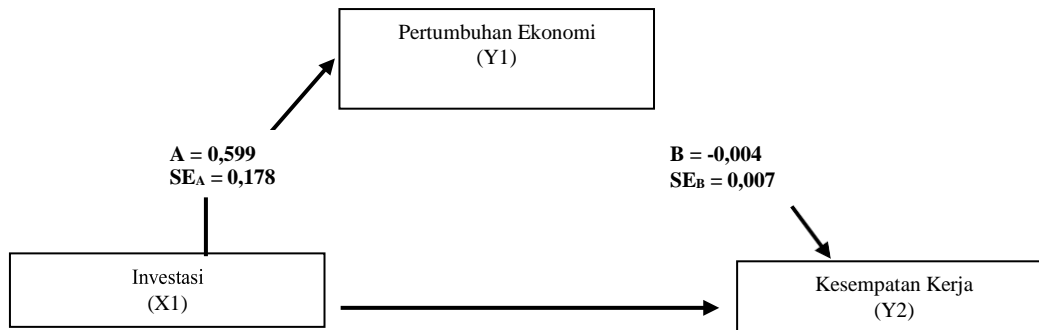 Pertumbuhan Ekonomi
(Y1)
A = 0,599
SEA = 0,178
B = -0,004
SEB = 0,007
Investasi
(X1)
Kesempatan Kerja
(Y2)